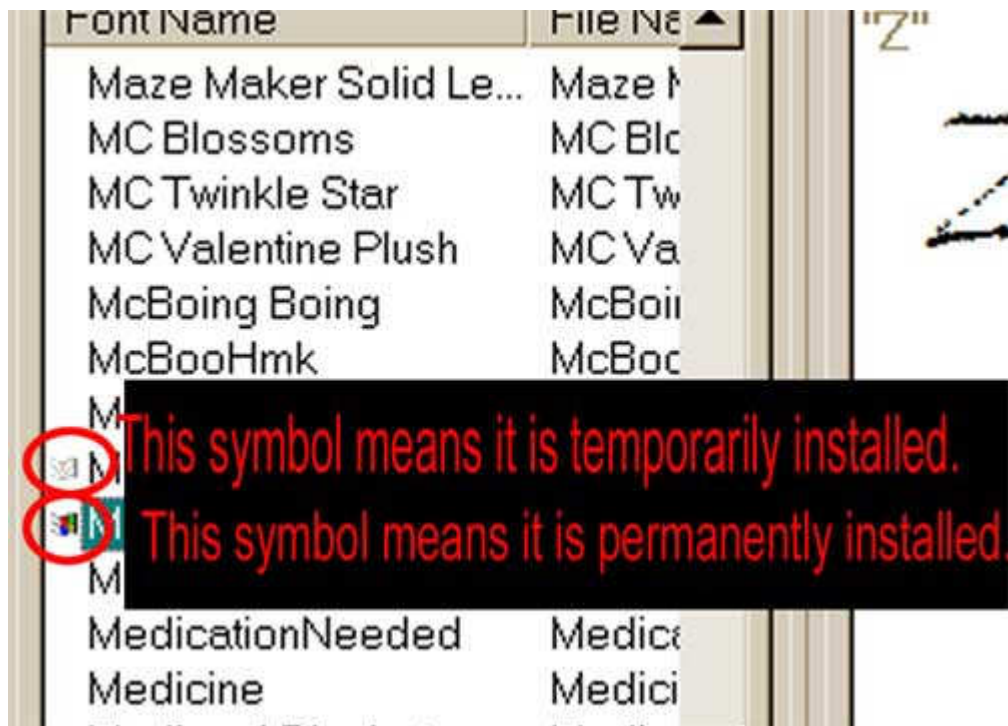 Font Name File Na "Z"
Maze Maker Solid Le... Maze M
MC Blossoms MC Blo
MC Twinkle Star MC Tw
MC Valentine Plush MC Va
McBoing Boing McBoin
McBooHmk McBoo
M
M This symbol means it is temporarily installed.
M This symbol means it is permanently installed.
M
MedicationNeeded Medica
Medicine Medici